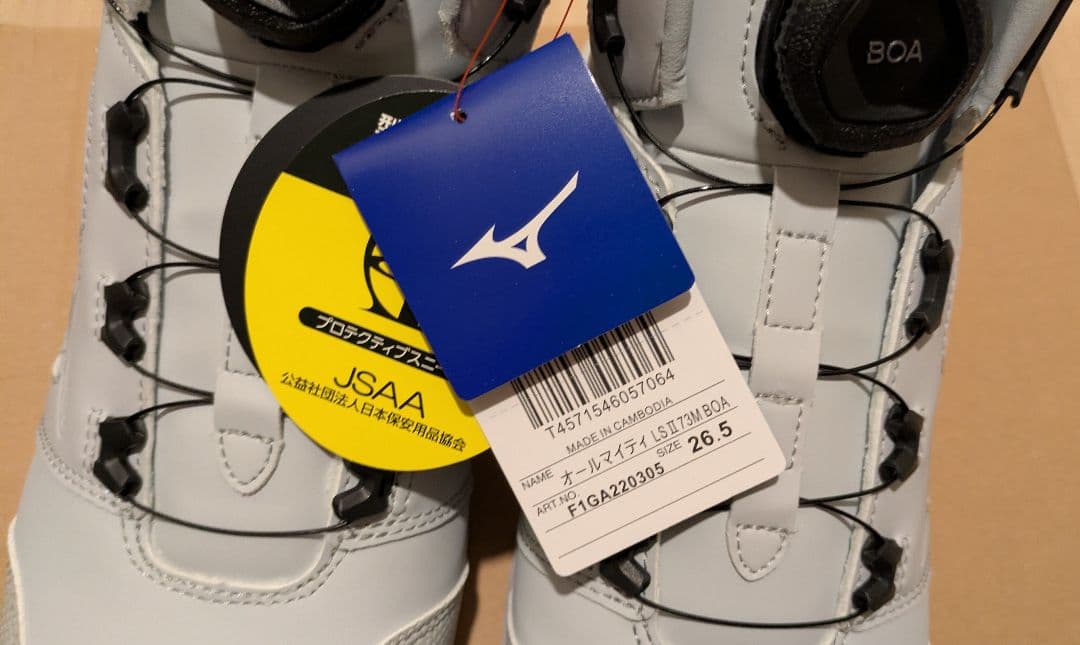 BOA
プロテクティブスニー
JSAA
公益社団法人日本保安用品協会
T4571546057064
MADE IN CAMBODIA
NAME オールマイティ LSⅡ73M BOA
ART.NO. F1GA220305 SIZE 26.5